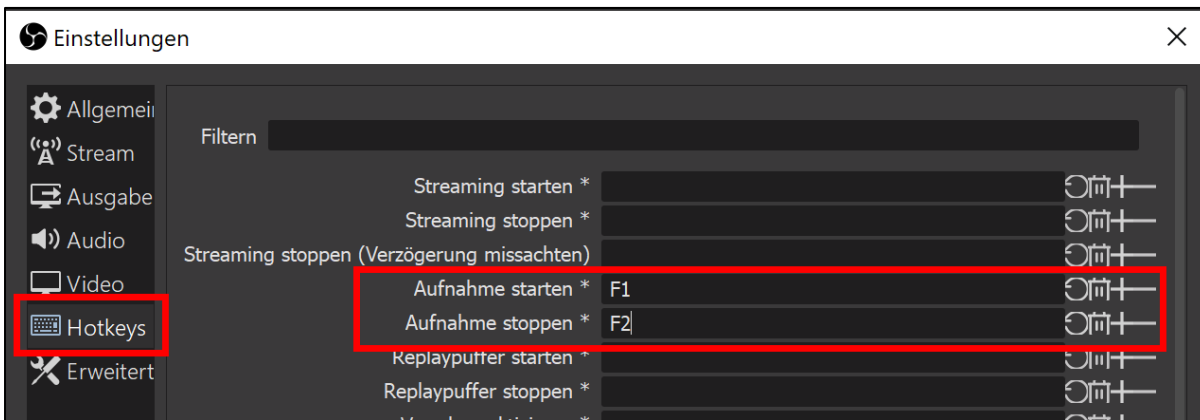 Einstellungen
Allgemei
Stream
Ausgabe
Audio
Video
Hotkeys
Erweitert
Filtern
Streaming starten *
Streaming stoppen *
Streaming stoppen (Verzögerung missachten)
Aufnahme starten * F1
Aufnahme stoppen * F2
Replaypuffer starten *
Replaypuffer stoppen *